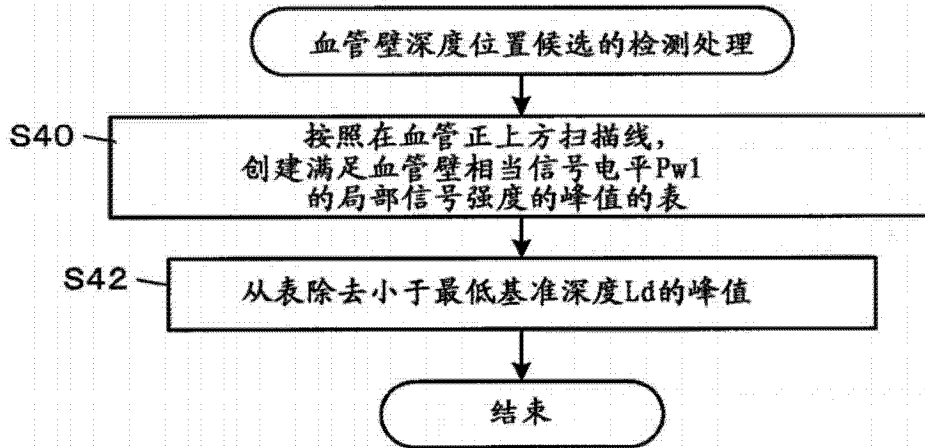 血管壁深度位置候选的检测处理
S40
按照在血管正上方扫描线，
创建满足血管壁相当信号电平Pw1
的局部信号强度的峰值的表
S42
从表除去小于最低基准深度Ld的峰值
结束